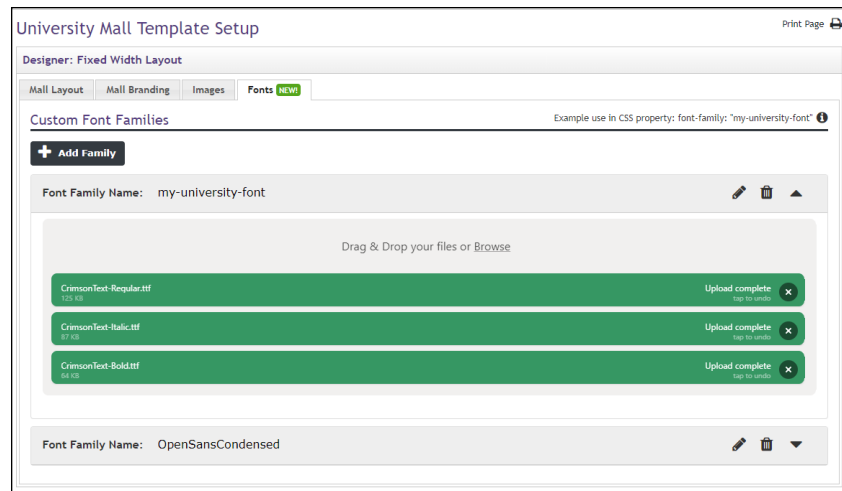 University Mall Template Setup
Print Page
Designer: Fixed Width Layout
Mall Layout Mall Branding Images Fonts NEW!
Custom Font Families
Example use in CSS property: font-family: "my-university-font"
Add Family
Font Family Name: my-university-font
Drag & Drop your files or Browse
CrimsonText-Regular.ttf Upload complete
125 KB tap to undo
CrimsonText-Italic.ttf Upload complete
87 KB tap to undo
CrimsonText-Bold.ttf Upload complete
64 KB tap to undo
Font Family Name: OpenSansCondensed